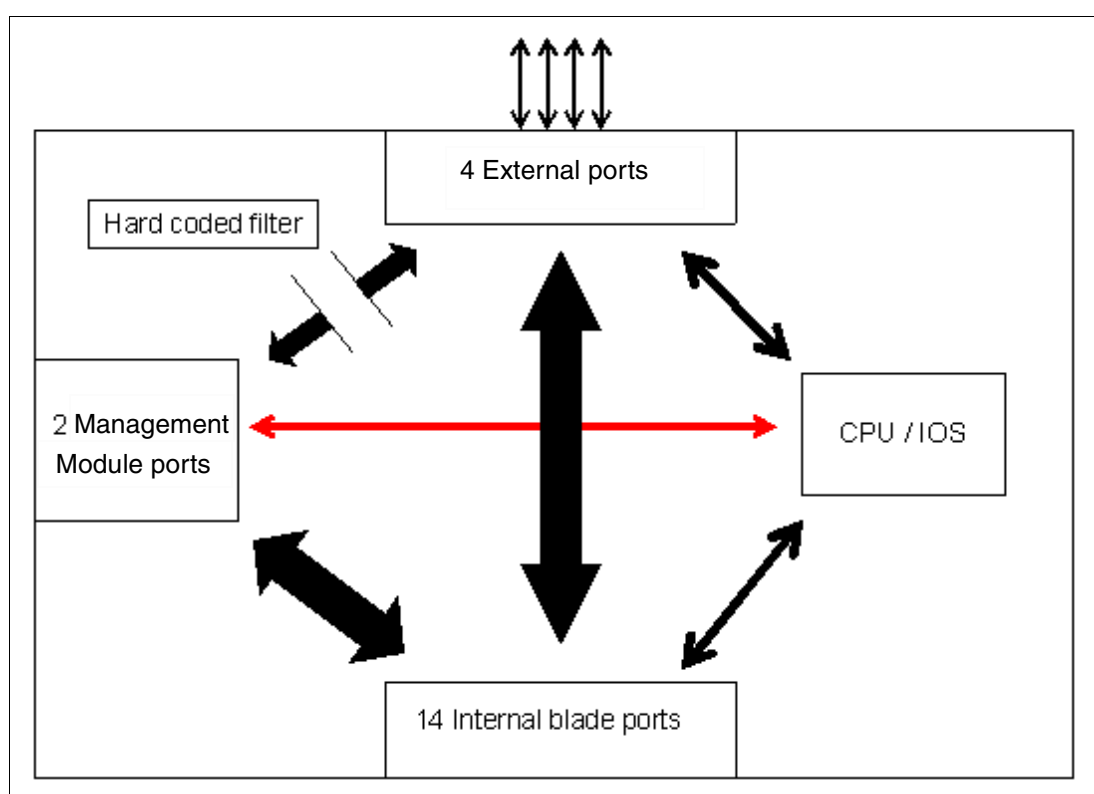 4 External ports
Hard coded filter
2 Management
Module ports
CPU / IOS
14 Internal blade ports